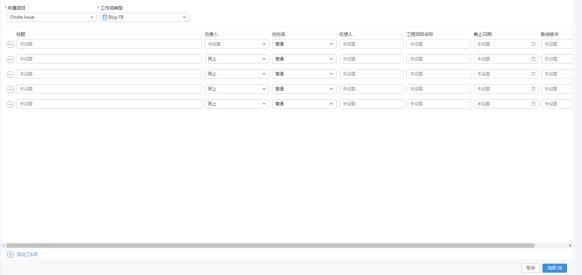 * 所属项目 * 工作项类型
Onsite Issue Bug-FB
标题 负责人 优先级 反馈人 工程项目名称 截止日期 影响版本
未设置 未设置 普通 未设置 未设置 未设置 未设置
未设置 同上 普通 未设置 未设置 未设置 未设置
未设置 同上 普通 未设置 未设置 未设置 未设置
未设置 同上 普通 未设置 未设置 未设置 未设置
未设置 同上 普通 未设置 未设置 未设置 未设置
添加工作项
取消